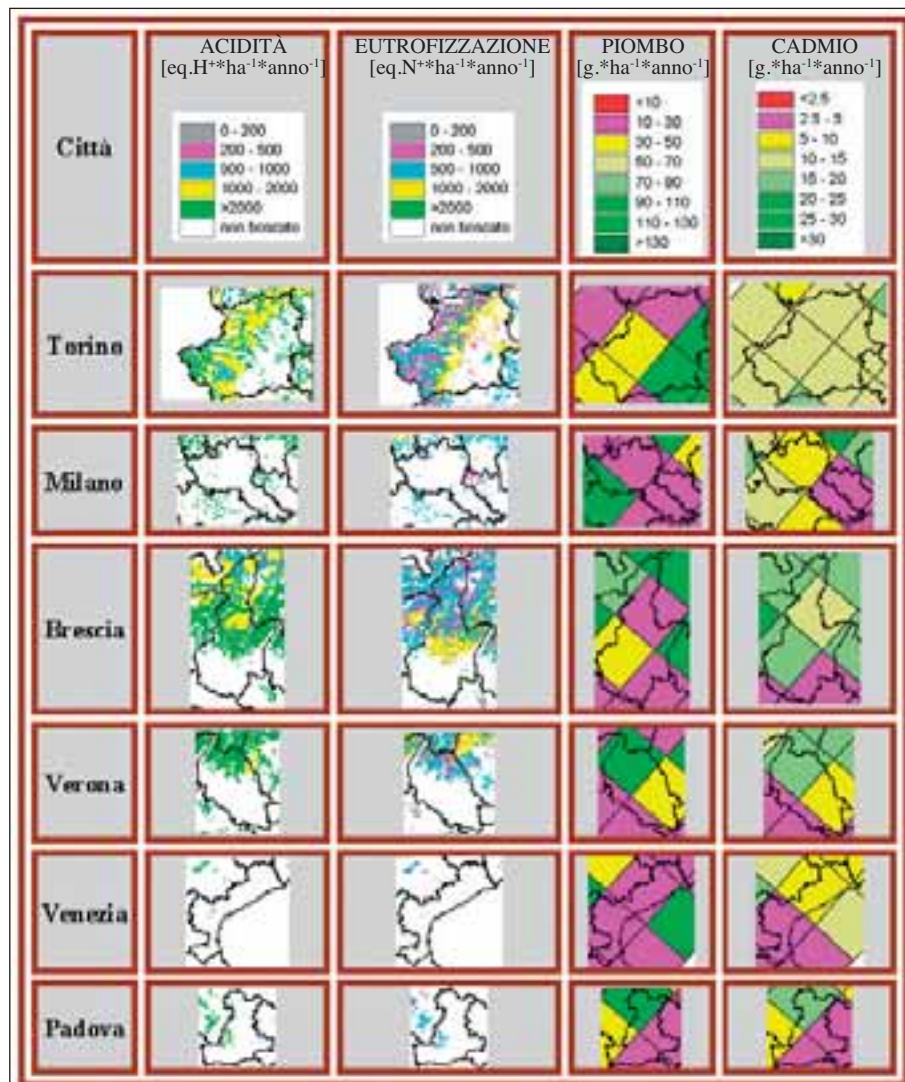 Città
ACIDITÀ
[eq.H⁺*ha⁻¹*anno⁻¹]
0 - 200
200 - 500
500 - 1000
1000 - 2000
>2000
non boscato
EUTROFIZZAZIONE
[eq.N⁺*ha⁻¹*anno⁻¹]
0 - 200
200 - 500
500 - 1000
1000 - 2000
>2000
non boscato
PIOMBO
[g.*ha⁻¹*anno⁻¹]
<10
10 - 30
30 - 50
50 - 70
70 - 90
90 - 110
110 - 130
>130
CADMIO
[g.*ha⁻¹*anno⁻¹]
<2.5
2.5 - 5
5 - 10
10 - 15
15 - 20
20 - 25
25 - 30
>30
Torino
Milano
Brescia
Verona
Venezia
Padova